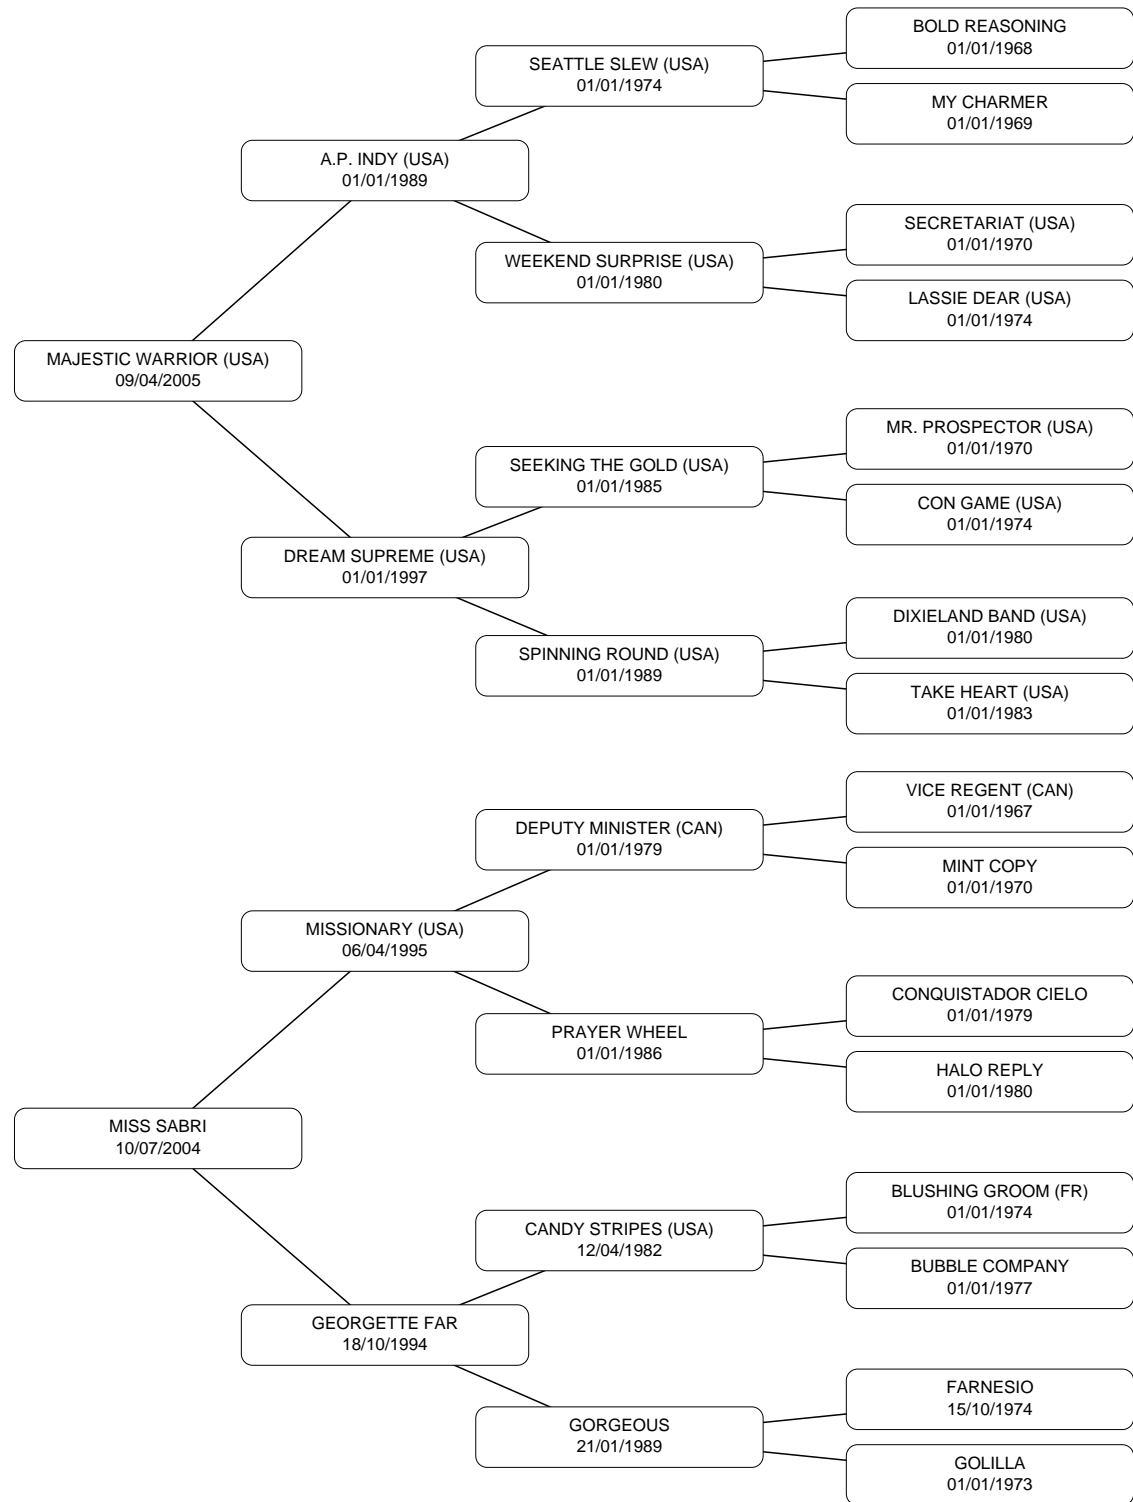 BOLD REASONING
01/01/1968
SEATTLE SLEW (USA)
01/01/1974
MY CHARMER
01/01/1969
A.P. INDY (USA)
01/01/1989
SECRETARIAT (USA)
01/01/1970
WEEKEND SURPRISE (USA)
01/01/1980
LASSIE DEAR (USA)
01/01/1974
MAJESTIC WARRIOR (USA)
09/04/2005
MR. PROSPECTOR (USA)
01/01/1970
SEEKING THE GOLD (USA)
01/01/1985
CON GAME (USA)
01/01/1974
DREAM SUPREME (USA)
01/01/1997
DIXIELAND BAND (USA)
01/01/1980
SPINNING ROUND (USA)
01/01/1989
TAKE HEART (USA)
01/01/1983
VICE REGENT (CAN)
01/01/1967
DEPUTY MINISTER (CAN)
01/01/1979
MINT COPY
01/01/1970
MISSIONARY (USA)
06/04/1995
CONQUISTADOR CIELO
01/01/1979
PRAYER WHEEL
01/01/1986
HALO REPLY
01/01/1980
MISS SABRI
10/07/2004
BLUSHING GROOM (FR)
01/01/1974
CANDY STRIPES (USA)
12/04/1982
BUBBLE COMPANY
01/01/1977
GEORGETTE FAR
18/10/1994
FARNESIO
15/10/1974
GORGEOUS
21/01/1989
GOLILLA
01/01/1973